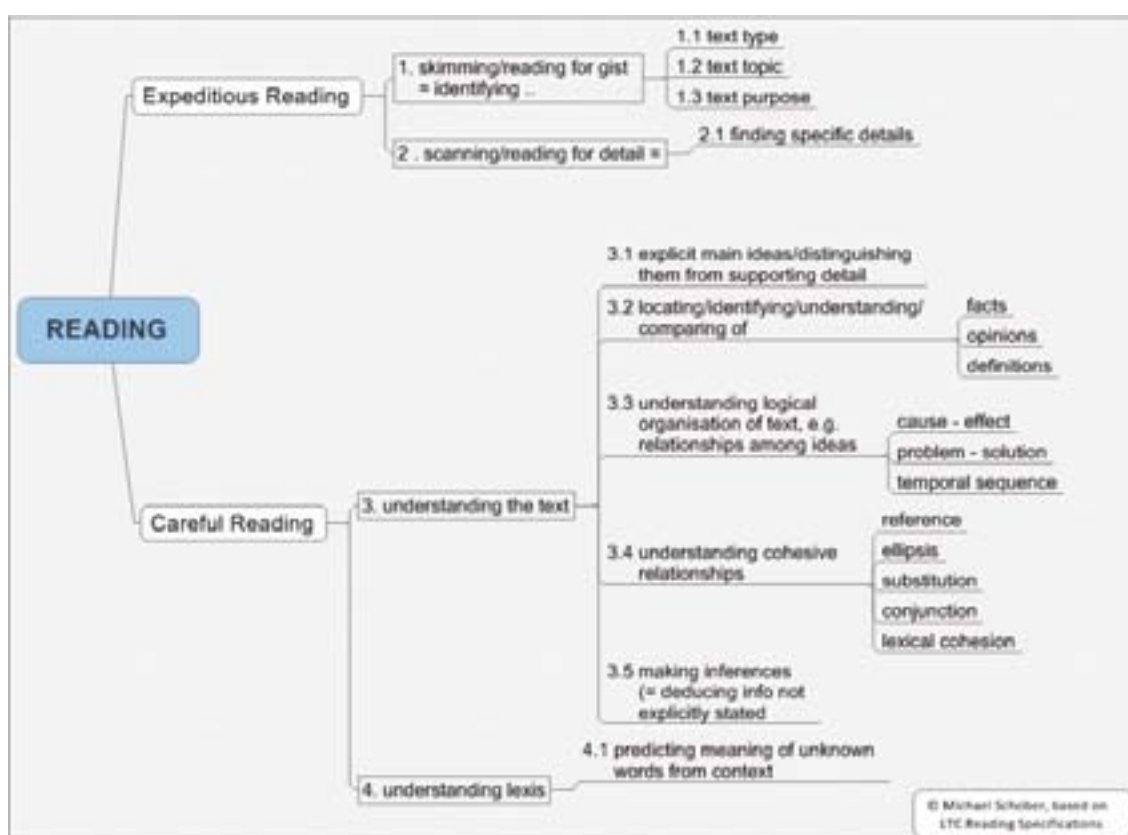 READING
Expeditious Reading
1. skimming/reading for gist
= identifying ..
1.1 text type
1.2 text topic
1.3 text purpose
2 . scanning/reading for detail =
2.1 finding specific details
Careful Reading
3. understanding the text
3.1 explicit main ideas/distinguishing
them from supporting detail
3.2 locating/identifying/understanding/
comparing of
facts
opinions
definitions
3.3 understanding logical
organisation of text, e.g.
relationships among ideas
cause - effect
problem - solution
temporal sequence
3.4 understanding cohesive
relationships
reference
ellipsis
substitution
conjunction
lexical cohesion
3.5 making inferences
(= deducing info not
explicitly stated
4. understanding lexis
4.1 predicting meaning of unknown
words from context
© Michael Schober, based on
LTC Reading Specifications